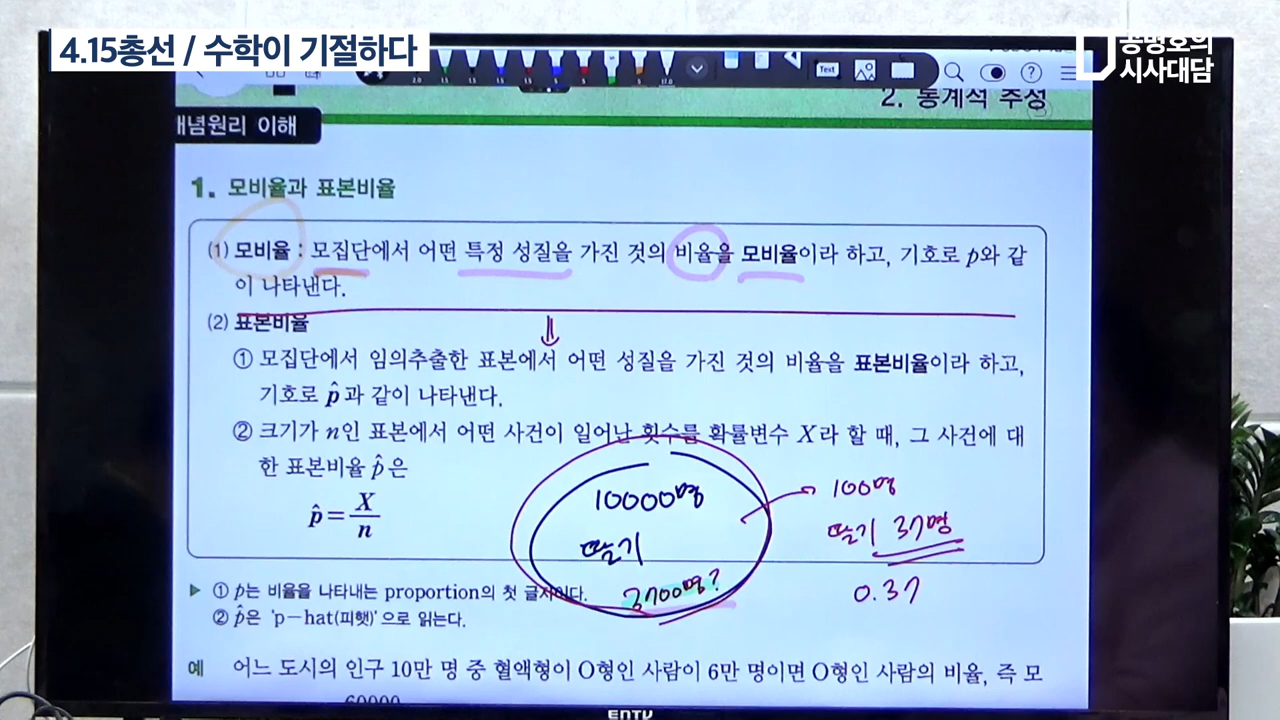 4.15총선 / 수학이 기절하다
공병호의
시사대담
Text
2. 통계적 추정
개념원리 이해
1. 모비율과 표본비율
(1) 모비율 : 모집단에서 어떤 특정 성질을 가진 것의 비율을 모비율이라 하고, 기호로 p와 같
이 나타낸다.
(2) 표본비율
① 모집단에서 임의추출한 표본에서 어떤 성질을 가진 것의 비율을 표본비율이라 하고,
기호로 p̂과 같이 나타낸다.
② 크기가 n인 표본에서 어떤 사건이 일어난 횟수를 확률변수 X라 할 때, 그 사건에 대
한 표본비율 p̂은
p̂ = X/n
10000명
딸기
3700명?
100명
딸기 37명
0.37
▶ ① p는 비율을 나타내는 proportion의 첫 글자이다.
② p̂은 'p-hat(피햇)'으로 읽는다.
예 어느 도시의 인구 10만 명 중 혈액형이 O형인 사람이 6만 명이면 O형인 사람의 비율, 즉 모
60000